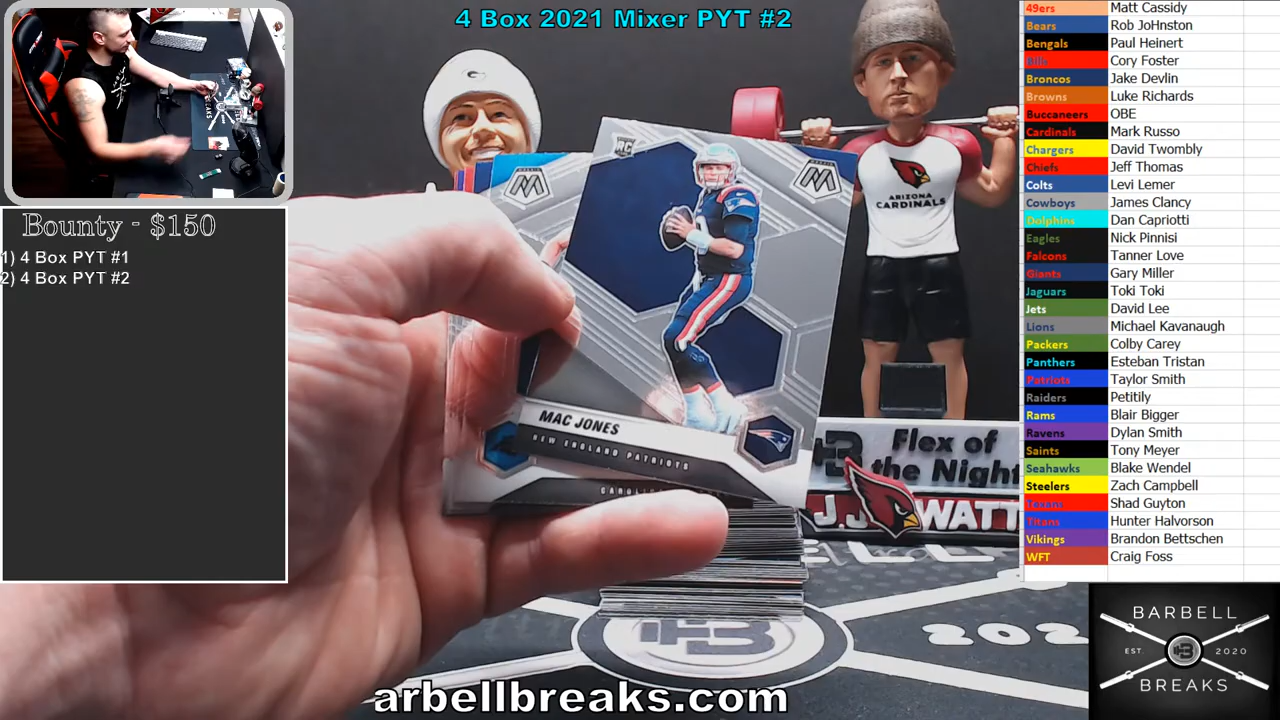 4 Box 2021 Mixer PYT #2
Bounty - $150
1) 4 Box PYT #1
2) 4 Box PYT #2
RC
MAC JONES
NEW ENGLAND PATRIOTS
ARIZONA
CARDINALS
Flex of
the Night
J.J. WATT
202
arbellbreaks.com
49ers Matt Cassidy
Bears Rob JoHnston
Bengals Paul Heinert
Bills Cory Foster
Broncos Jake Devlin
Browns Luke Richards
Buccaneers OBE
Cardinals Mark Russo
Chargers David Twombly
Chiefs Jeff Thomas
Colts Levi Lemer
Cowboys James Clancy
Dolphins Dan Capriotti
Eagles Nick Pinnisi
Falcons Tanner Love
Giants Gary Miller
Jaguars Toki Toki
Jets David Lee
Lions Michael Kavanaugh
Packers Colby Carey
Panthers Esteban Tristan
Patriots Taylor Smith
Raiders Petitily
Rams Blair Bigger
Ravens Dylan Smith
Saints Tony Meyer
Seahawks Blake Wendel
Steelers Zach Campbell
Texans Shad Guyton
Titans Hunter Halvorson
Vikings Brandon Bettschen
WFT Craig Foss
BARBELL
EST. 2020
BREAKS